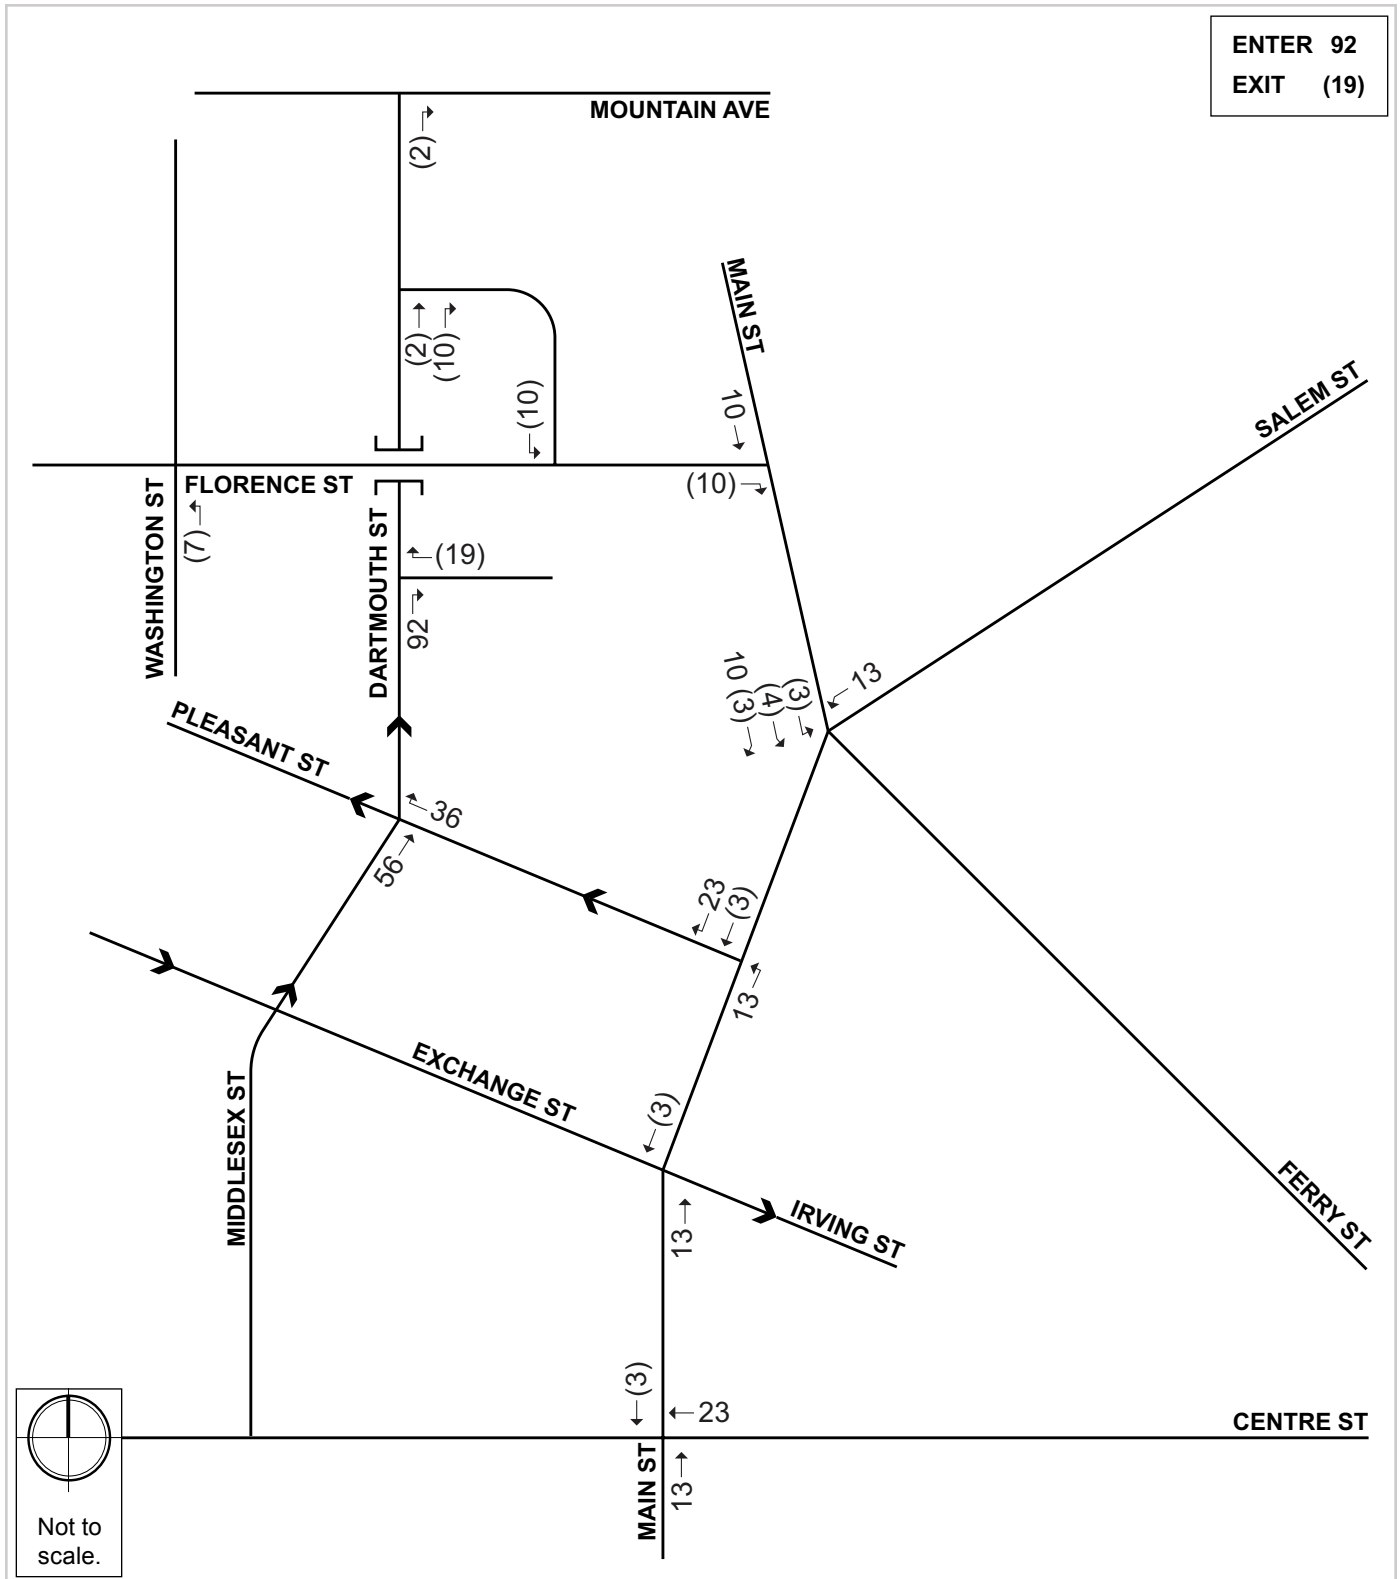 ENTER 92
EXIT (19)
MOUNTAIN AVE
(2)
MAIN ST
(2)
(10)
(10)
10
SALEM ST
FLORENCE ST
(10)
WASHINGTON ST
(7)
DARTMOUTH ST
(19)
92
10 (3)
(4)
(3)
13
PLEASANT ST
36
56
23
(3)
13
EXCHANGE ST
MIDDLESEX ST
(3)
13
IRVING ST
FERRY ST
(3)
23
CENTRE ST
MAIN ST
13
Not to
scale.